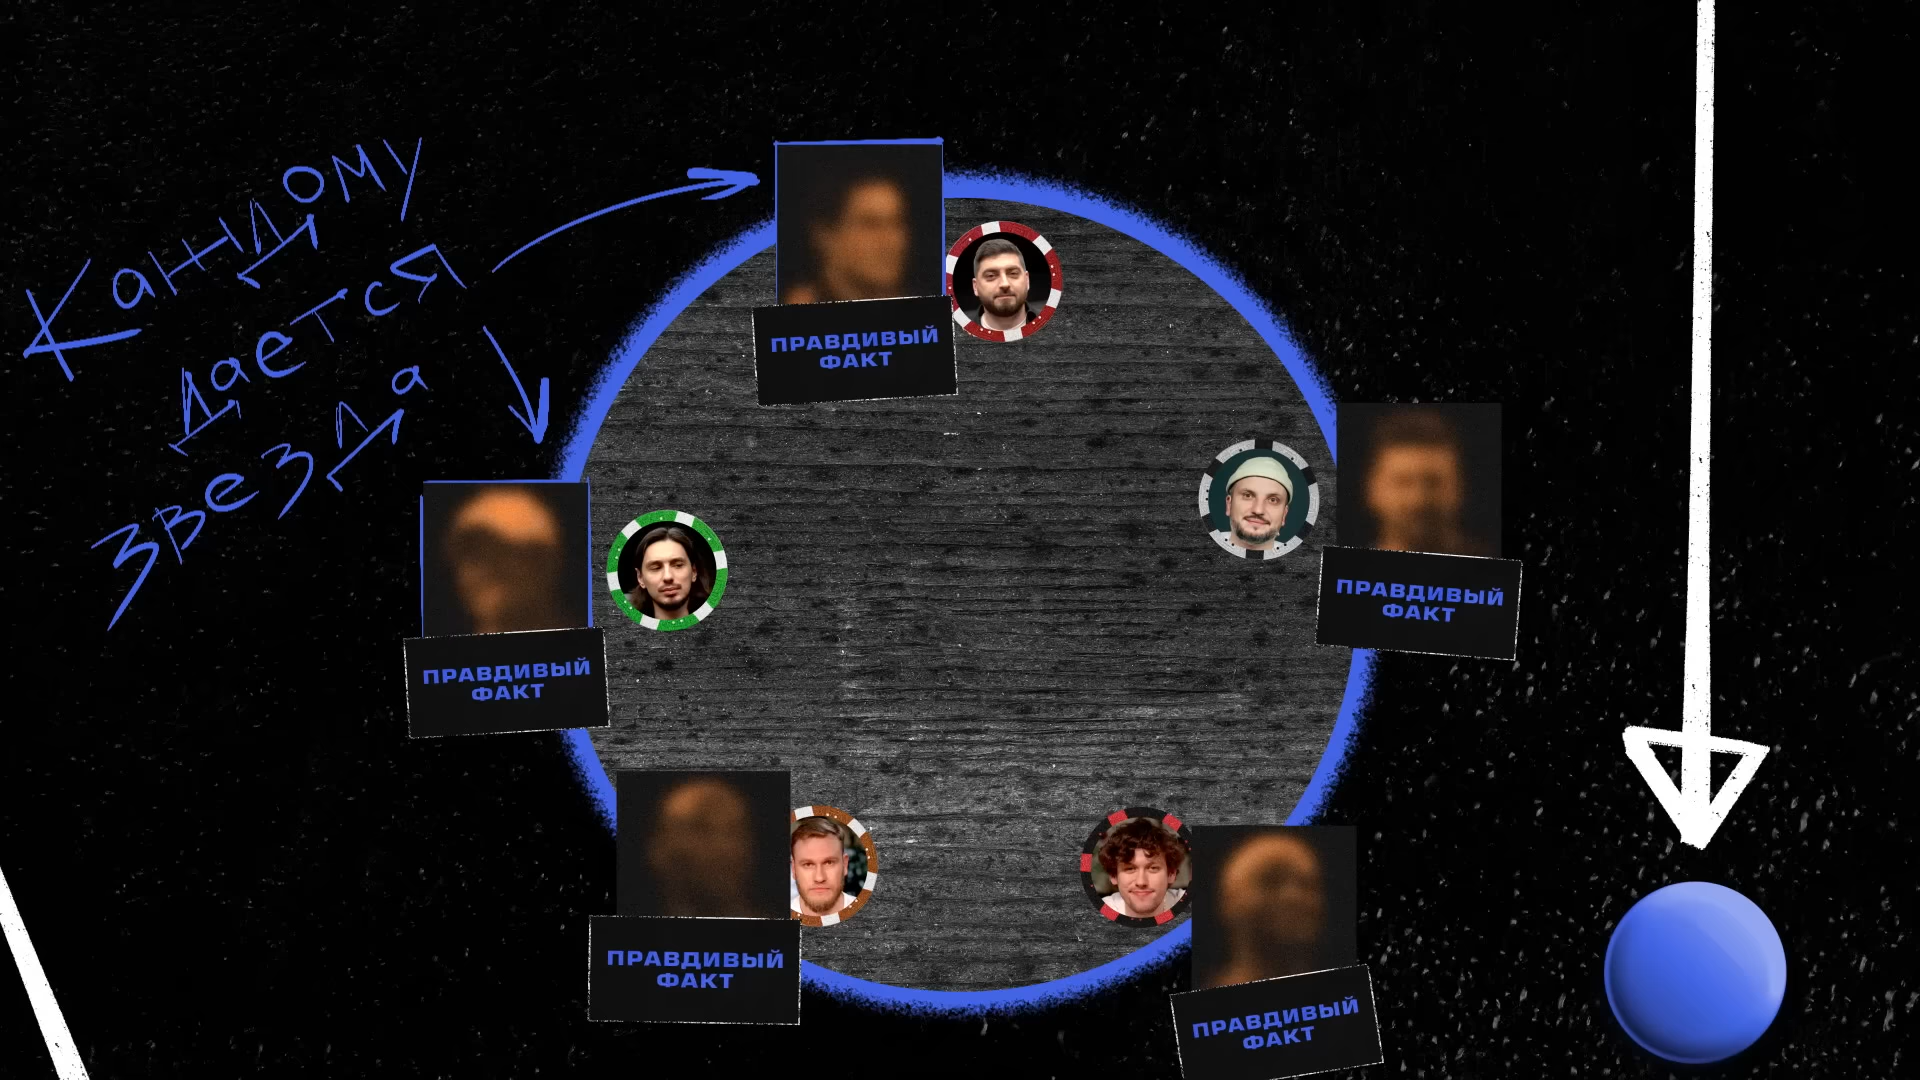 Каждому
дается
звезда
ПРАВДИВЫЙ
ФАКТ
ПРАВДИВЫЙ
ФАКТ
ПРАВДИВЫЙ
ФАКТ
ПРАВДИВЫЙ
ФАКТ
ПРАВДИВЫЙ
ФАКТ